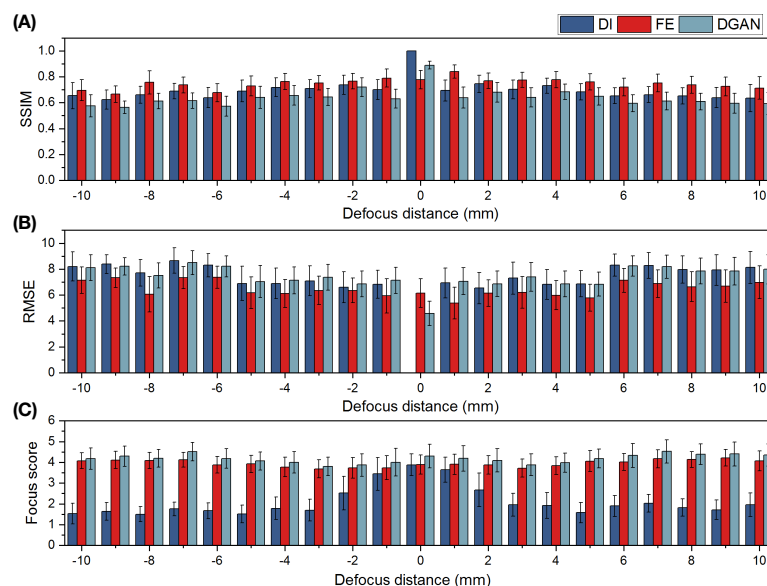 (A)
DI FE DGAN
1.0
0.8
0.6
0.4
0.2
0.0
SSIM
-10 -8 -6 -4 -2 0 2 4 6 8 10
Defocus distance (mm)
(B)
10
8
6
4
2
0
RMSE
-10 -8 -6 -4 -2 0 2 4 6 8 10
Defocus distance (mm)
(C)
6
5
4
3
2
1
0
Focus score
-10 -8 -6 -4 -2 0 2 4 6 8 10
Defocus distance (mm)